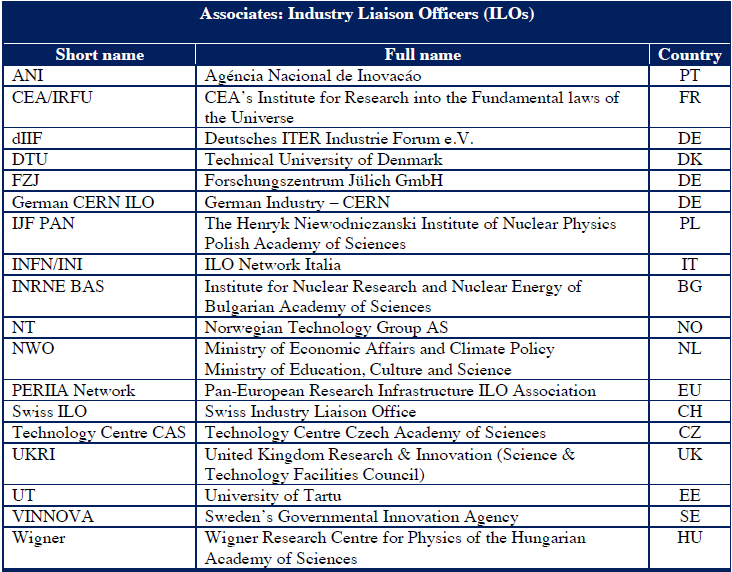 Associates: Industry Liaison Officers (ILOs)
Short name Full name Country
ANI Agéncia Nacional de Inovacáo PT
CEA/IRFU CEA's Institute for Research into the Fundamental laws of FR
the Universe
dIIF Deutsches ITER Industrie Forum e.V. DE
DTU Technical University of Denmark DK
FZJ Forschungszentrum Jülich GmbH DE
German CERN ILO German Industry – CERN DE
IJF PAN The Henryk Niewodniczanski Institute of Nuclear Physics PL
Polish Academy of Sciences
INFN/INI ILO Network Italia IT
INRNE BAS Institute for Nuclear Research and Nuclear Energy of BG
Bulgarian Academy of Sciences
NT Norwegian Technology Group AS NO
NWO Ministry of Economic Affairs and Climate Policy NL
Ministry of Education, Culture and Science
PERIIA Network Pan-European Research Infrastructure ILO Association EU
Swiss ILO Swiss Industry Liaison Office CH
Technology Centre CAS Technology Centre Czech Academy of Sciences CZ
UKRI United Kingdom Research & Innovation (Science & UK
Technology Facilities Council)
UT University of Tartu EE
VINNOVA Sweden's Governmental Innovation Agency SE
Wigner Wigner Research Centre for Physics of the Hungarian HU
Academy of Sciences